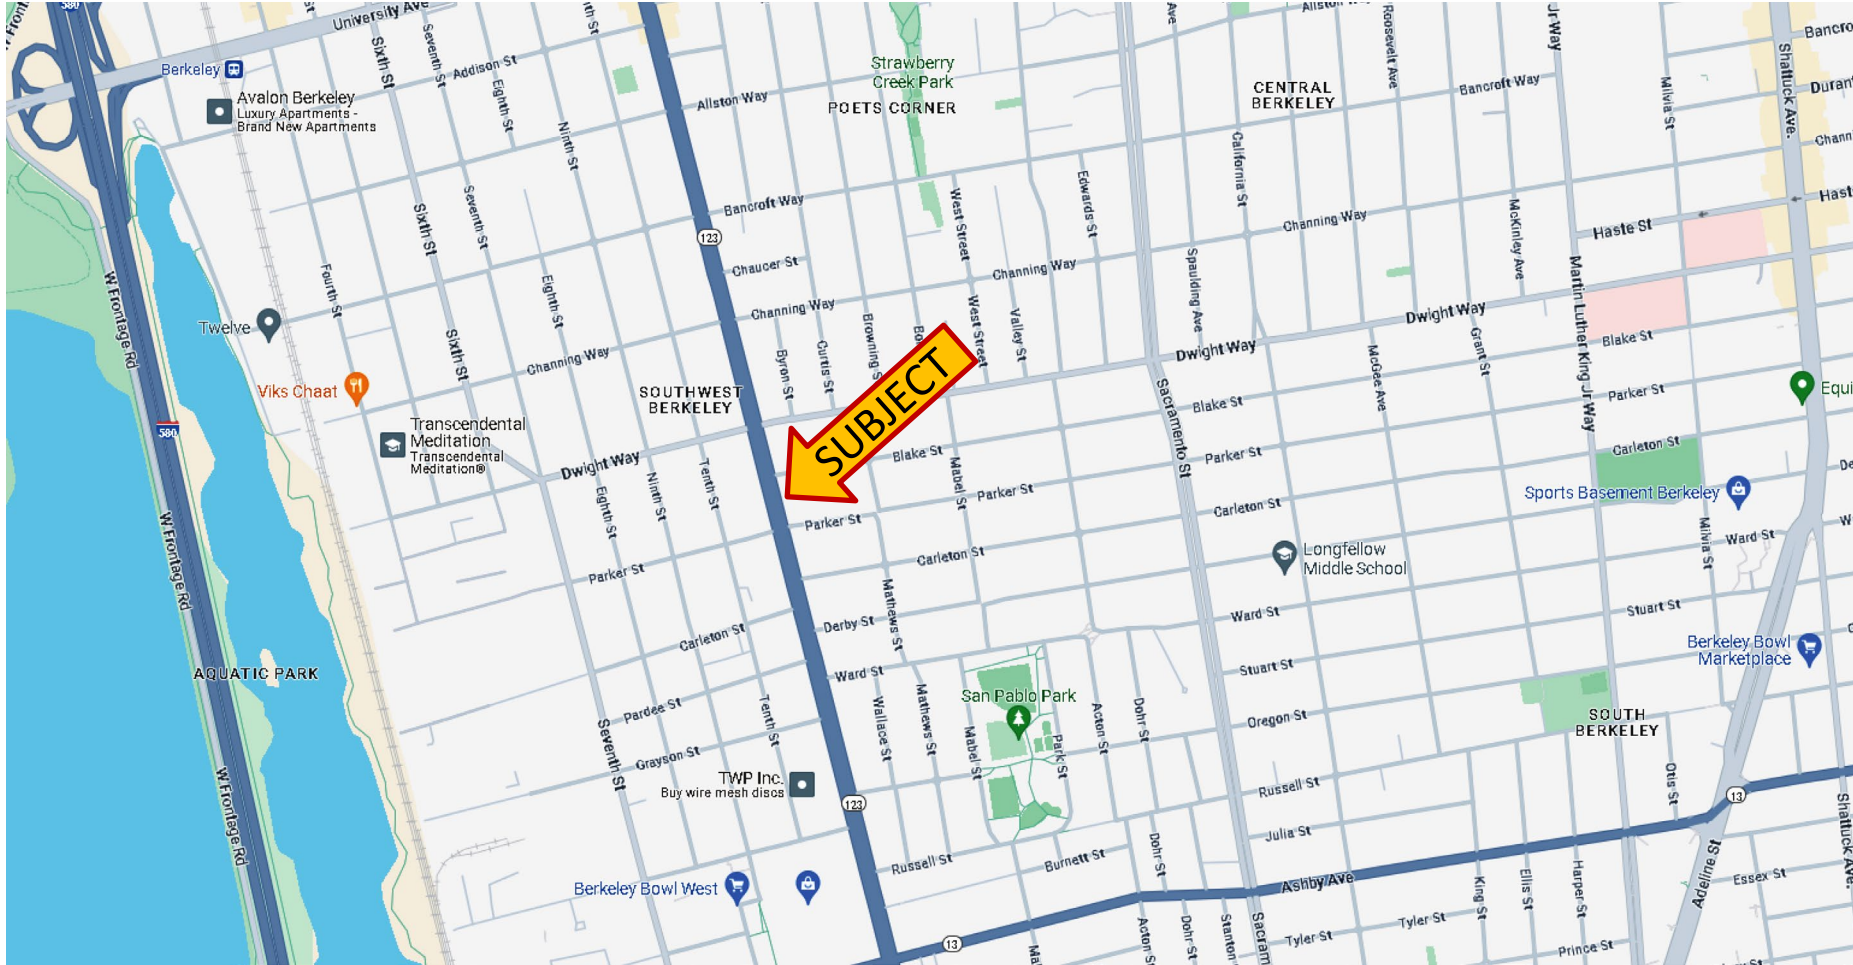 580
University Ave
Sixth St
Seventh St
Addison St
Eighth St
Berkeley
Avalon Berkeley
Luxury Apartments -
Brand New Apartments
Ninth St
Allston Way
Strawberry
Creek Park
POETS CORNER
CENTRAL
BERKELEY
Roosevelt Ave
Bancroft Way
Jr Way
Milvia St
Shattuck Ave.
Sixth St
Seventh St
Bancroft Way
123
West Street
Edwards St
California St
Channing Way
McKinley Ave
Haste St
Chaucer St
Channing Way
W Frontage Rd
Fourth St
Eighth St
Channing Way
Spaulding Ave
Martin Luther King Jr Way
Twelve
Sixth St
Channing Way
Byron St
Curtis St
West Street
Valley St
Dwight Way
Dwight Way
McGee Ave
Grant St
Blake St
Viks Chaat
SOUTHWEST
BERKELEY
SUBJECT
Sacramento St
Blake St
Parker St
580
Transcendental
Meditation
Transcendental
Meditation®
Dwight Way
Eighth St
Ninth St
Tenth St
Blake St
Mabel St
Parker St
Parker St
Parker St
Carleton St
Sports Basement Berkeley
W Frontage Rd
Parker St
Carleton St
Carleton St
Longfellow
Middle School
Milvia St
Ward St
Mathews St
Derby St
Ward St
Stuart St
Carleton St
Ward St
Stuart St
Berkeley Bowl
Marketplace
AQUATIC PARK
Pardee St
Seventh St
Tenth St
Grayson St
Wallace St
Mathews St
San Pablo Park
Mabel St
Park St
Acton St
Dohr St
Oregon St
SOUTH
BERKELEY
W Frontage Rd
TWP Inc.
Buy wire mesh discs
123
Russell St
Julia St
Otis St
13
Berkeley Bowl West
Russell St
Burnett St
Dohr St
Ashby Ave
King St
Ellis St
Harper St
Adeline St
Essex St
Shattuck Ave.
13
Acton St
Dohr St
Stanton
Tyler St
Tyler St
Prince St